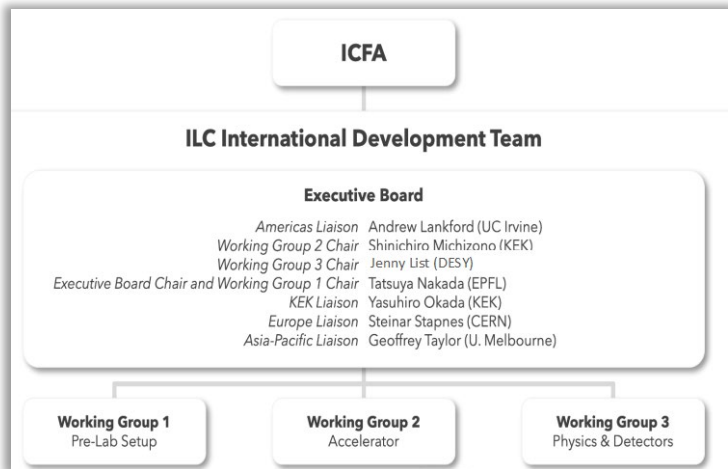 ICFA
ILC International Development Team
Executive Board
Americas Liaison Andrew Lankford (UC Irvine)
Working Group 2 Chair Shinichiro Michizono (KEK)
Working Group 3 Chair Jenny List (DESY)
Executive Board Chair and Working Group 1 Chair Tatsuya Nakada (EPFL)
KEK Liaison Yasuhiro Okada (KEK)
Europe Liaison Steinar Stapnes (CERN)
Asia-Pacific Liaison Geoffrey Taylor (U. Melbourne)
Working Group 1
Pre-Lab Setup
Working Group 2
Accelerator
Working Group 3
Physics & Detectors